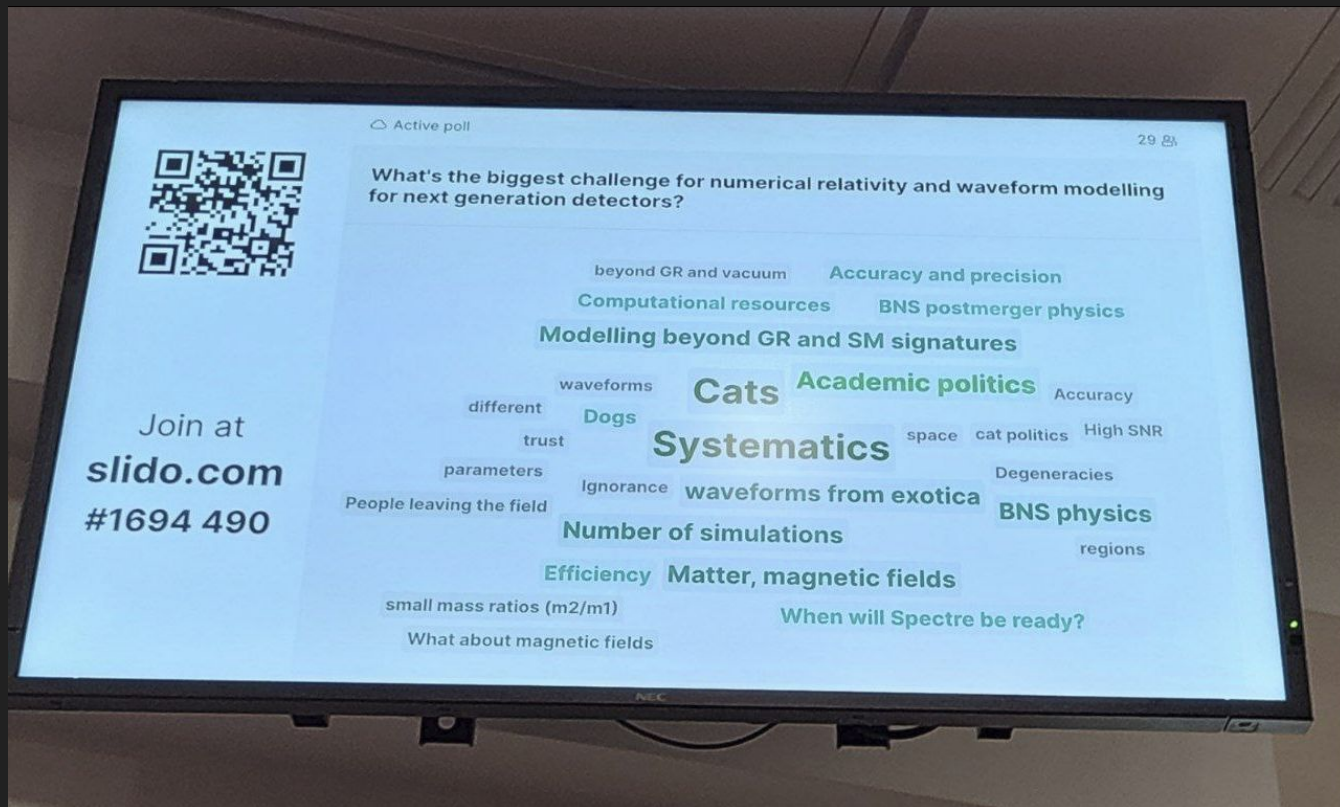 Active poll
29
What's the biggest challenge for numerical relativity and waveform modelling
for next generation detectors?
beyond GR and vacuum
Accuracy and precision
Computational resources
BNS postmerger physics
Modelling beyond GR and SM signatures
waveforms
Cats
Academic politics
Accuracy
different
Dogs
trust
Systematics
space
cat politics
High SNR
parameters
Ignorance
waveforms from exotica
Degeneracies
People leaving the field
BNS physics
Number of simulations
regions
Efficiency
Matter, magnetic fields
small mass ratios (m2/m1)
When will Spectre be ready?
What about magnetic fields
Join at
slido.com
#1694 490
NEC